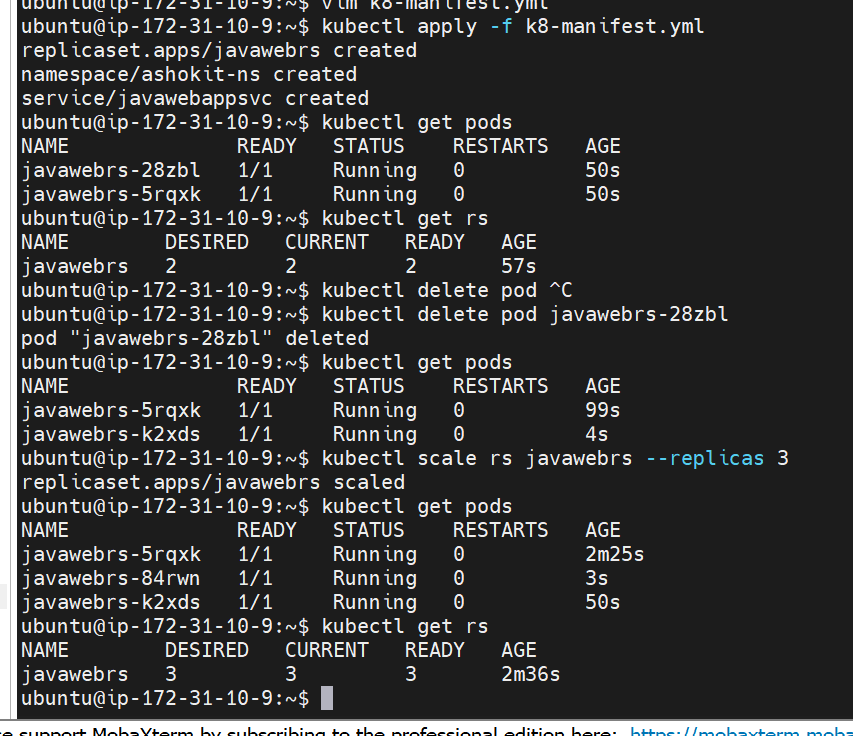 ubuntu@ip-172-31-10-9:~$ vim k8-manifest.yml
ubuntu@ip-172-31-10-9:~$ kubectl apply -f k8-manifest.yml
replicaset.apps/javawebrs created
namespace/ashokit-ns created
service/javawebappsvc created
ubuntu@ip-172-31-10-9:~$ kubectl get pods
NAME READY STATUS RESTARTS AGE
javawebrs-28zbl 1/1 Running 0 50s
javawebrs-5rqxk 1/1 Running 0 50s
ubuntu@ip-172-31-10-9:~$ kubectl get rs
NAME DESIRED CURRENT READY AGE
javawebrs 2 2 2 57s
ubuntu@ip-172-31-10-9:~$ kubectl delete pod ^C
ubuntu@ip-172-31-10-9:~$ kubectl delete pod javawebrs-28zbl
pod "javawebrs-28zbl" deleted
ubuntu@ip-172-31-10-9:~$ kubectl get pods
NAME READY STATUS RESTARTS AGE
javawebrs-5rqxk 1/1 Running 0 99s
javawebrs-k2xds 1/1 Running 0 4s
ubuntu@ip-172-31-10-9:~$ kubectl scale rs javawebrs --replicas 3
replicaset.apps/javawebrs scaled
ubuntu@ip-172-31-10-9:~$ kubectl get pods
NAME READY STATUS RESTARTS AGE
javawebrs-5rqxk 1/1 Running 0 2m25s
javawebrs-84rwn 1/1 Running 0 3s
javawebrs-k2xds 1/1 Running 0 50s
ubuntu@ip-172-31-10-9:~$ kubectl get rs
NAME DESIRED CURRENT READY AGE
javawebrs 3 3 3 2m36s
ubuntu@ip-172-31-10-9:~$
se support MobaXterm by subscribing to the professional edition here: https://mobaxterm.moba